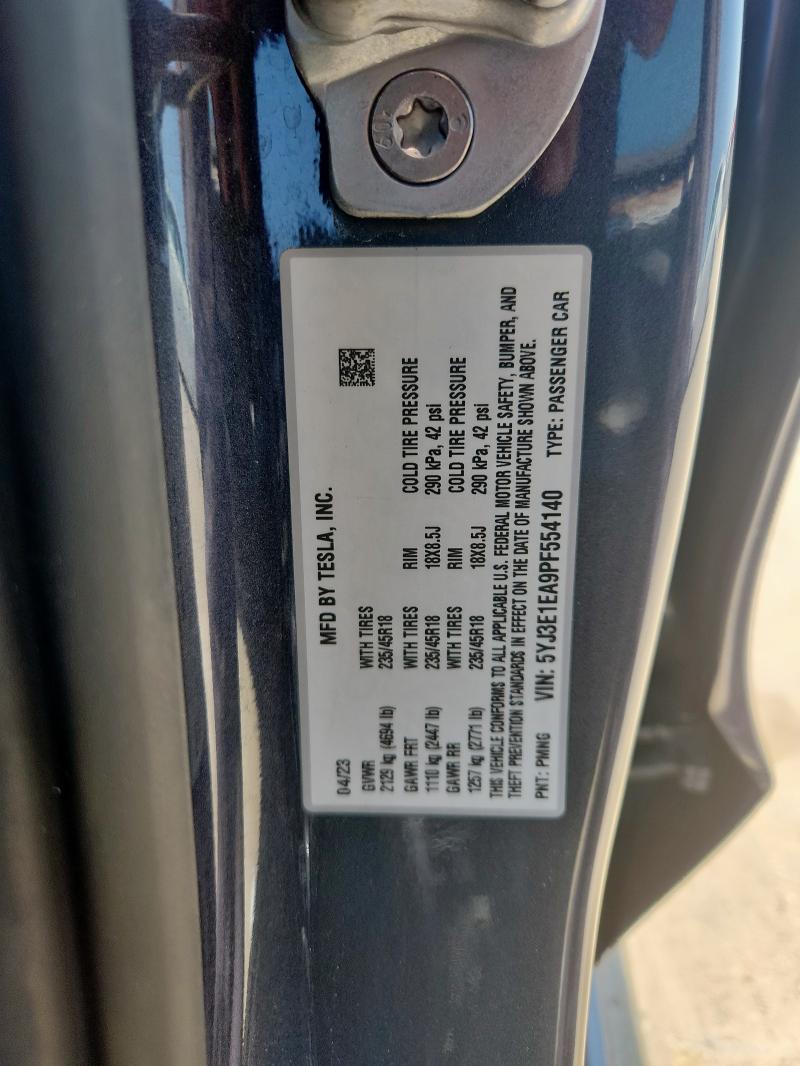 MFD BY TESLA, INC.
04/23
GVWR WITH TIRES
2129 kg (4694 lb) 235/45R18
GAWR FRT WITH TIRES RIM COLD TIRE PRESSURE
1110 kg (2447 lb) 235/45R18 18X8.5J 290 kPa, 42 psi
GAWR RR WITH TIRES RIM COLD TIRE PRESSURE
1257 kg (2771 lb) 235/45R18 18X8.5J 290 kPa, 42 psi
THIS VEHICLE CONFORMS TO ALL APPLICABLE U.S. FEDERAL MOTOR VEHICLE SAFETY, BUMPER, AND
THEFT PREVENTION STANDARDS IN EFFECT ON THE DATE OF MANUFACTURE SHOWN ABOVE.
PNT: PMNG VIN: 5YJ3E1EA9PF554140 TYPE: PASSENGER CAR